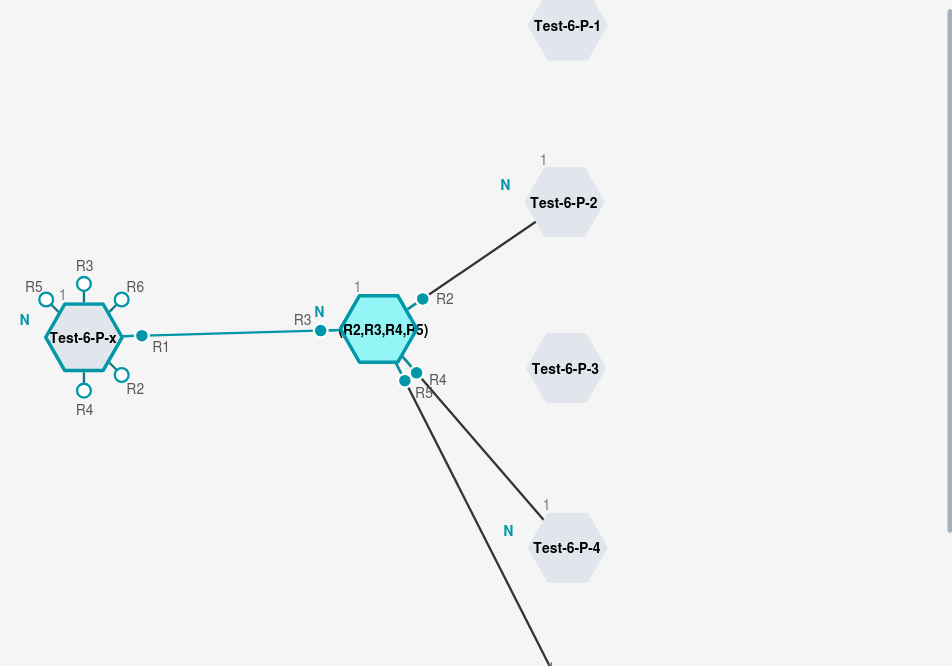 Test-6-P-1
1
N
Test-6-P-2
R3
R5
1
R6
N
Test-6-P-x
R1
R2
R4
1
N
R3
(R2,R3,R4,R5)
R2
R4
R5
Test-6-P-3
1
N
Test-6-P-4